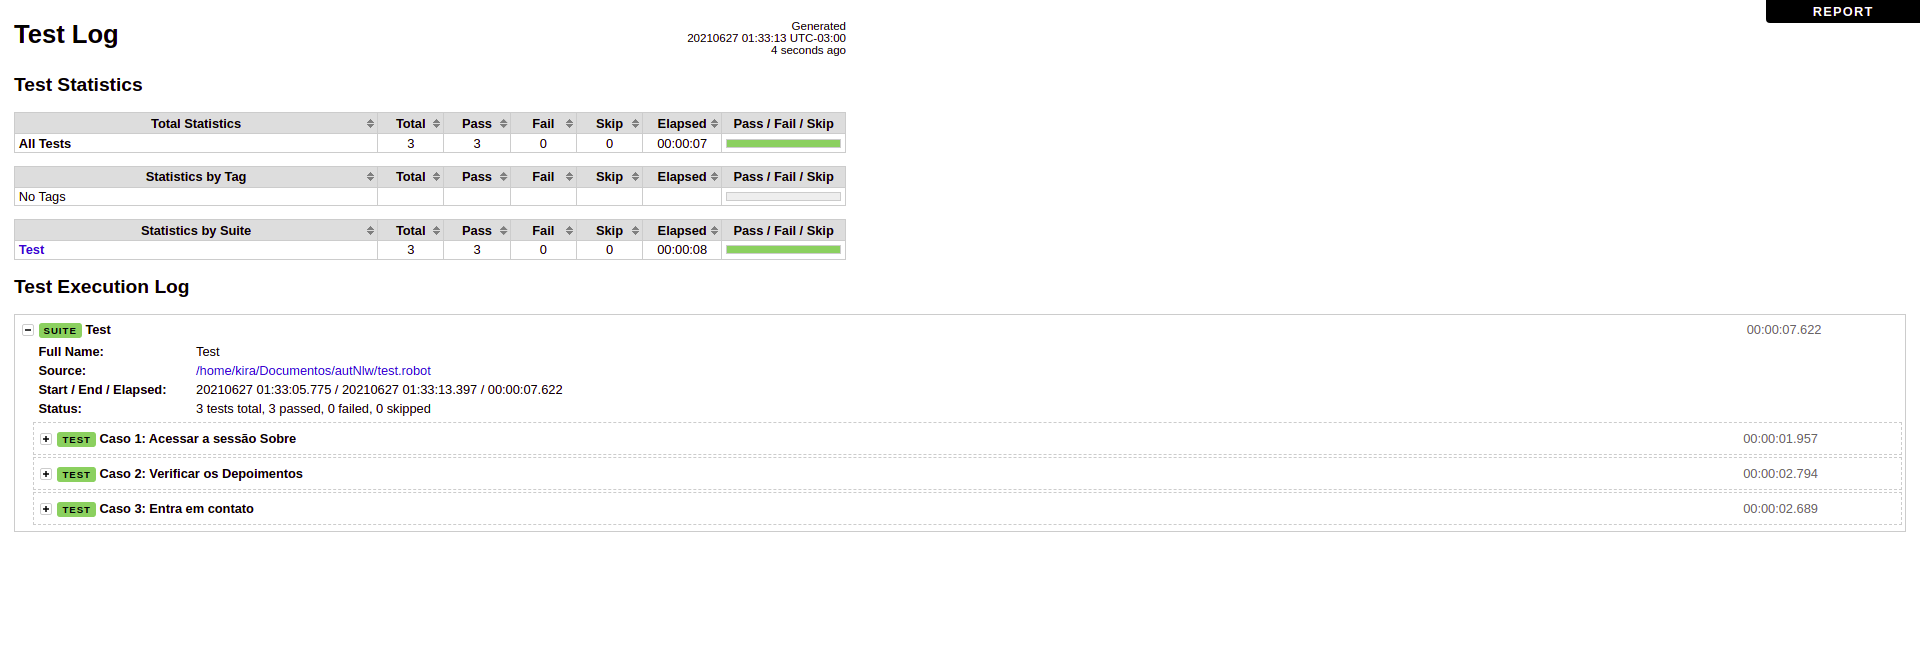 REPORT
Test Log
Generated
20210627 01:33:13 UTC-03:00
4 seconds ago
Test Statistics
Total Statistics Total Pass Fail Skip Elapsed Pass / Fail / Skip
All Tests 3 3 0 0 00:00:07
Statistics by Tag Total Pass Fail Skip Elapsed Pass / Fail / Skip
No Tags
Statistics by Suite Total Pass Fail Skip Elapsed Pass / Fail / Skip
Test 3 3 0 0 00:00:08
Test Execution Log
SUITE Test 00:00:07.622
Full Name: Test
Source: /home/kira/Documentos/autNlw/test.robot
Start / End / Elapsed: 20210627 01:33:05.775 / 20210627 01:33:13.397 / 00:00:07.622
Status: 3 tests total, 3 passed, 0 failed, 0 skipped
TEST Caso 1: Acessar a sessão Sobre 00:00:01.957
TEST Caso 2: Verificar os Depoimentos 00:00:02.794
TEST Caso 3: Entra em contato 00:00:02.689